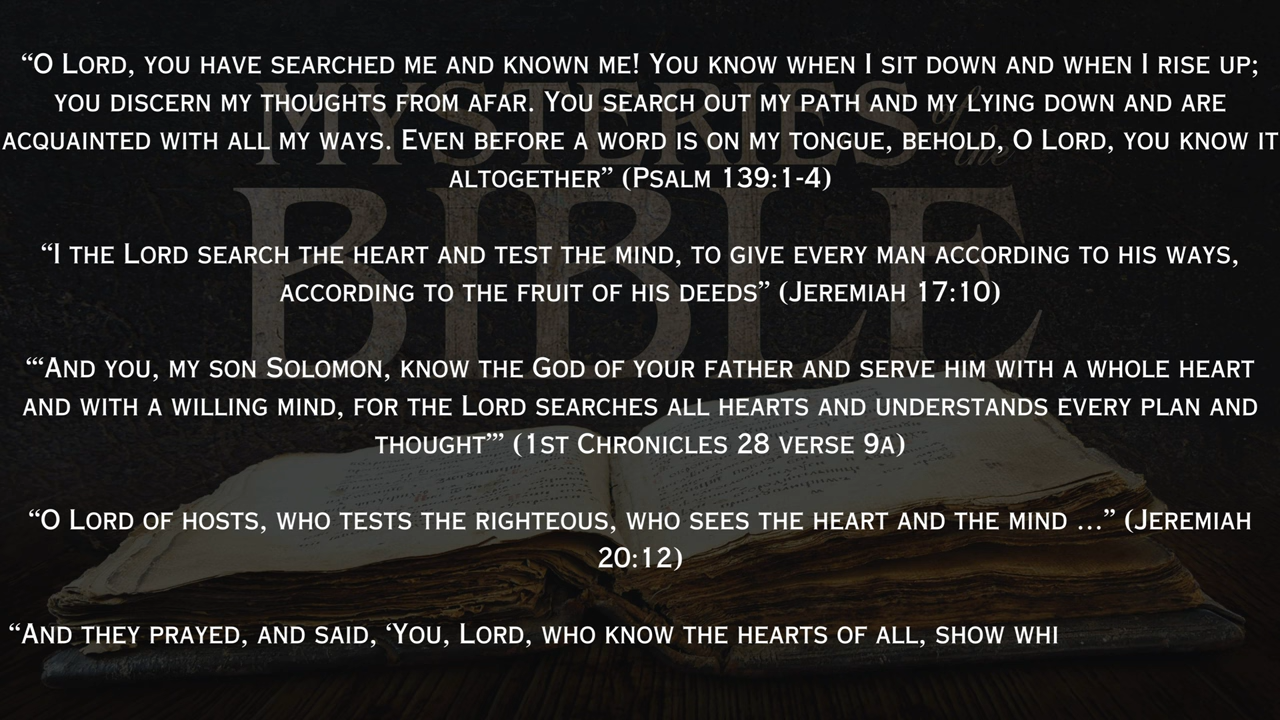 “O Lord, you have searched me and known me! You know when I sit down and when I rise up;
you discern my thoughts from afar. You search out my path and my lying down and are
acquainted with all my ways. Even before a word is on my tongue, behold, O Lord, you know it
altogether” (Psalm 139:1-4)
“I the Lord search the heart and test the mind, to give every man according to his ways,
according to the fruit of his deeds” (Jeremiah 17:10)
“‘And you, my son Solomon, know the God of your father and serve him with a whole heart
and with a willing mind, for the Lord searches all hearts and understands every plan and
thought’” (1st Chronicles 28 verse 9a)
“O Lord of hosts, who tests the righteous, who sees the heart and the mind …” (Jeremiah
20:12)
“And they prayed, and said, ‘You, Lord, who know the hearts of all, show whi
MYSTERIES of the
BIBLE